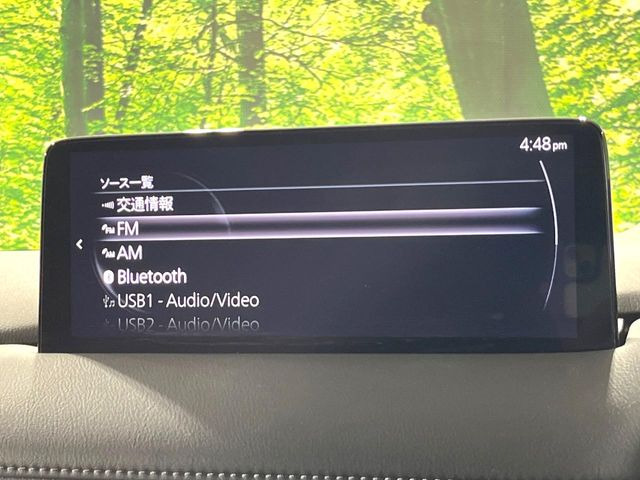 4:48pm
ソース一覧
交通情報
FM
AM
Bluetooth
USB1 - Audio/Video
USB2 - Audio/Video